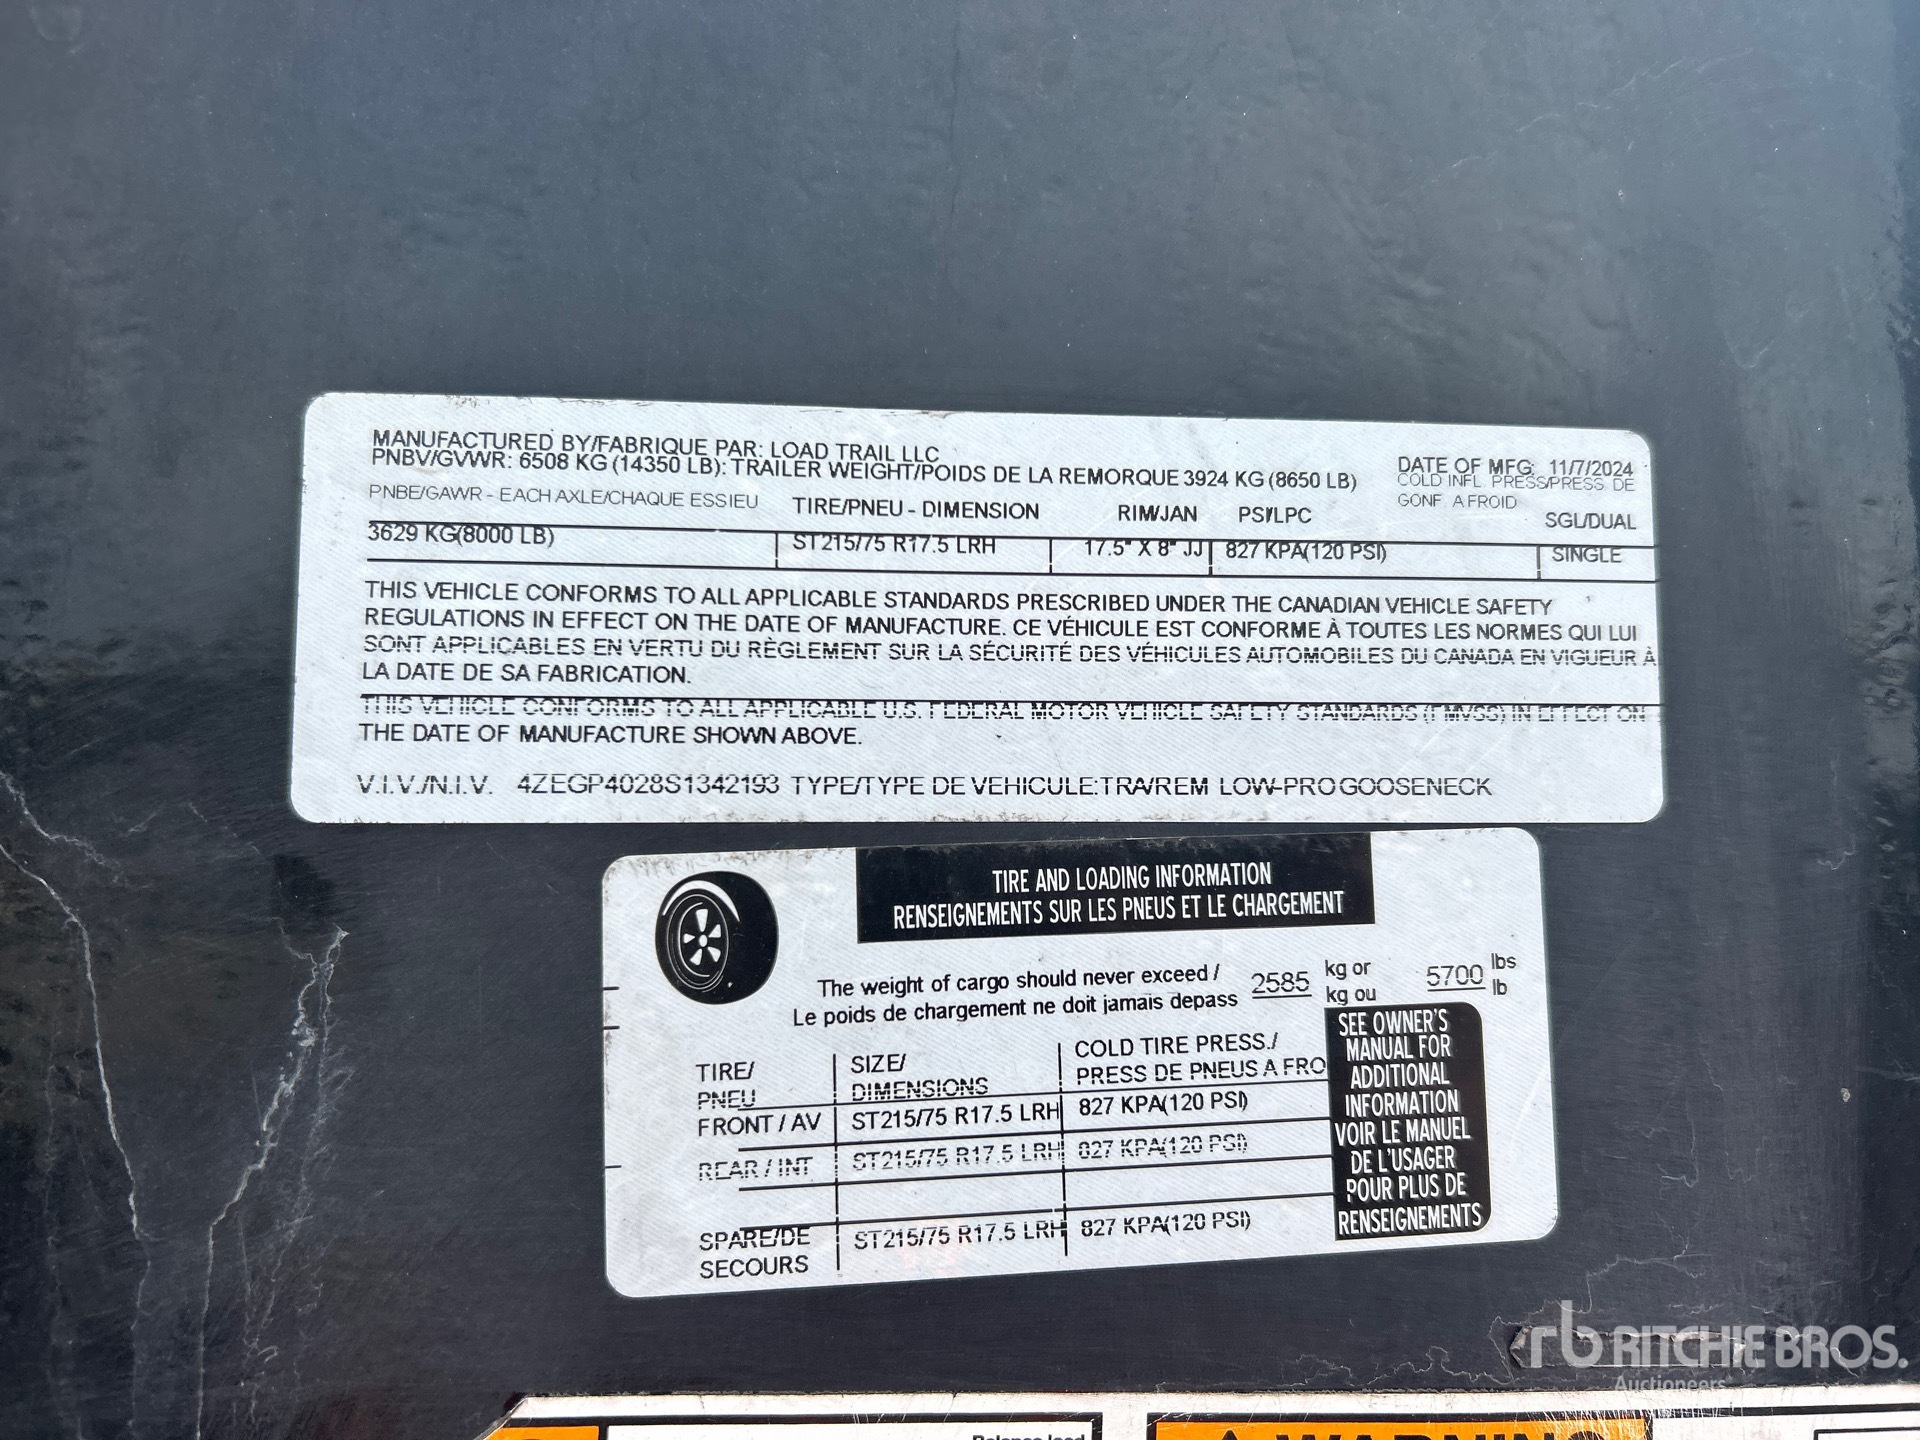 MANUFACTURED BY/FABRIQUE PAR: LOAD TRAIL LLC
PNBV/GVWR: 6508 KG (14350 LB): TRAILER WEIGHT/POIDS DE LA REMORQUE 3924 KG (8650 LB)
DATE OF MFG: 11/7/2024
PNBE/GAWR - EACH AXLE/CHAQUE ESSIEU TIRE/PNEU - DIMENSION RIM/JAN PSI/LPC
COLD INFL PRESS/PRESS DE
GONF A FROID
SGL/DUAL
3629 KG(8000 LB) ST215/75 R17.5 LRH 17.5" X 8" JJ 827 KPA(120 PSI) SINGLE
THIS VEHICLE CONFORMS TO ALL APPLICABLE STANDARDS PRESCRIBED UNDER THE CANADIAN VEHICLE SAFETY
REGULATIONS IN EFFECT ON THE DATE OF MANUFACTURE. CE VÉHICULE EST CONFORME À TOUTES LES NORMES QUI LUI
SONT APPLICABLES EN VERTU DU RÈGLEMENT SUR LA SÉCURITÉ DES VÉHICULES AUTOMOBILES DU CANADA EN VIGUEUR À
LA DATE DE SA FABRICATION.
THIS VEHICLE CONFORMS TO ALL APPLICABLE U.S. FEDERAL MOTOR VEHICLE SAFETY STANDARDS (FMVSS) IN EFFECT ON
THE DATE OF MANUFACTURE SHOWN ABOVE.
V.I.V./N.I.V. 4ZEGP4028S1342193 TYPE/TYPE DE VEHICULE:TRA/REM LOW-PRO GOOSENECK
TIRE AND LOADING INFORMATION
RENSEIGNEMENTS SUR LES PNEUS ET LE CHARGEMENT
The weight of cargo should never exceed / 2585 kg or 5700 lbs
Le poids de chargement ne doit jamais depass kg ou lb
TIRE/ SIZE/ COLD TIRE PRESS./
PNEU DIMENSIONS PRESS DE PNEUS A FRO
FRONT / AV ST215/75 R17.5 LRH 827 KPA(120 PSI)
REAR / INT ST215/75 R17.5 LRH 827 KPA(120 PSI)
SPARE/DE ST215/75 R17.5 LRH 827 KPA(120 PSI)
SECOURS
SEE OWNER'S
MANUAL FOR
ADDITIONAL
INFORMATION
VOIR LE MANUEL
DE L'USAGER
POUR PLUS DE
RENSEIGNEMENTS
rb RITCHIE BROS.
Auctioneers
Balance load
WARNING